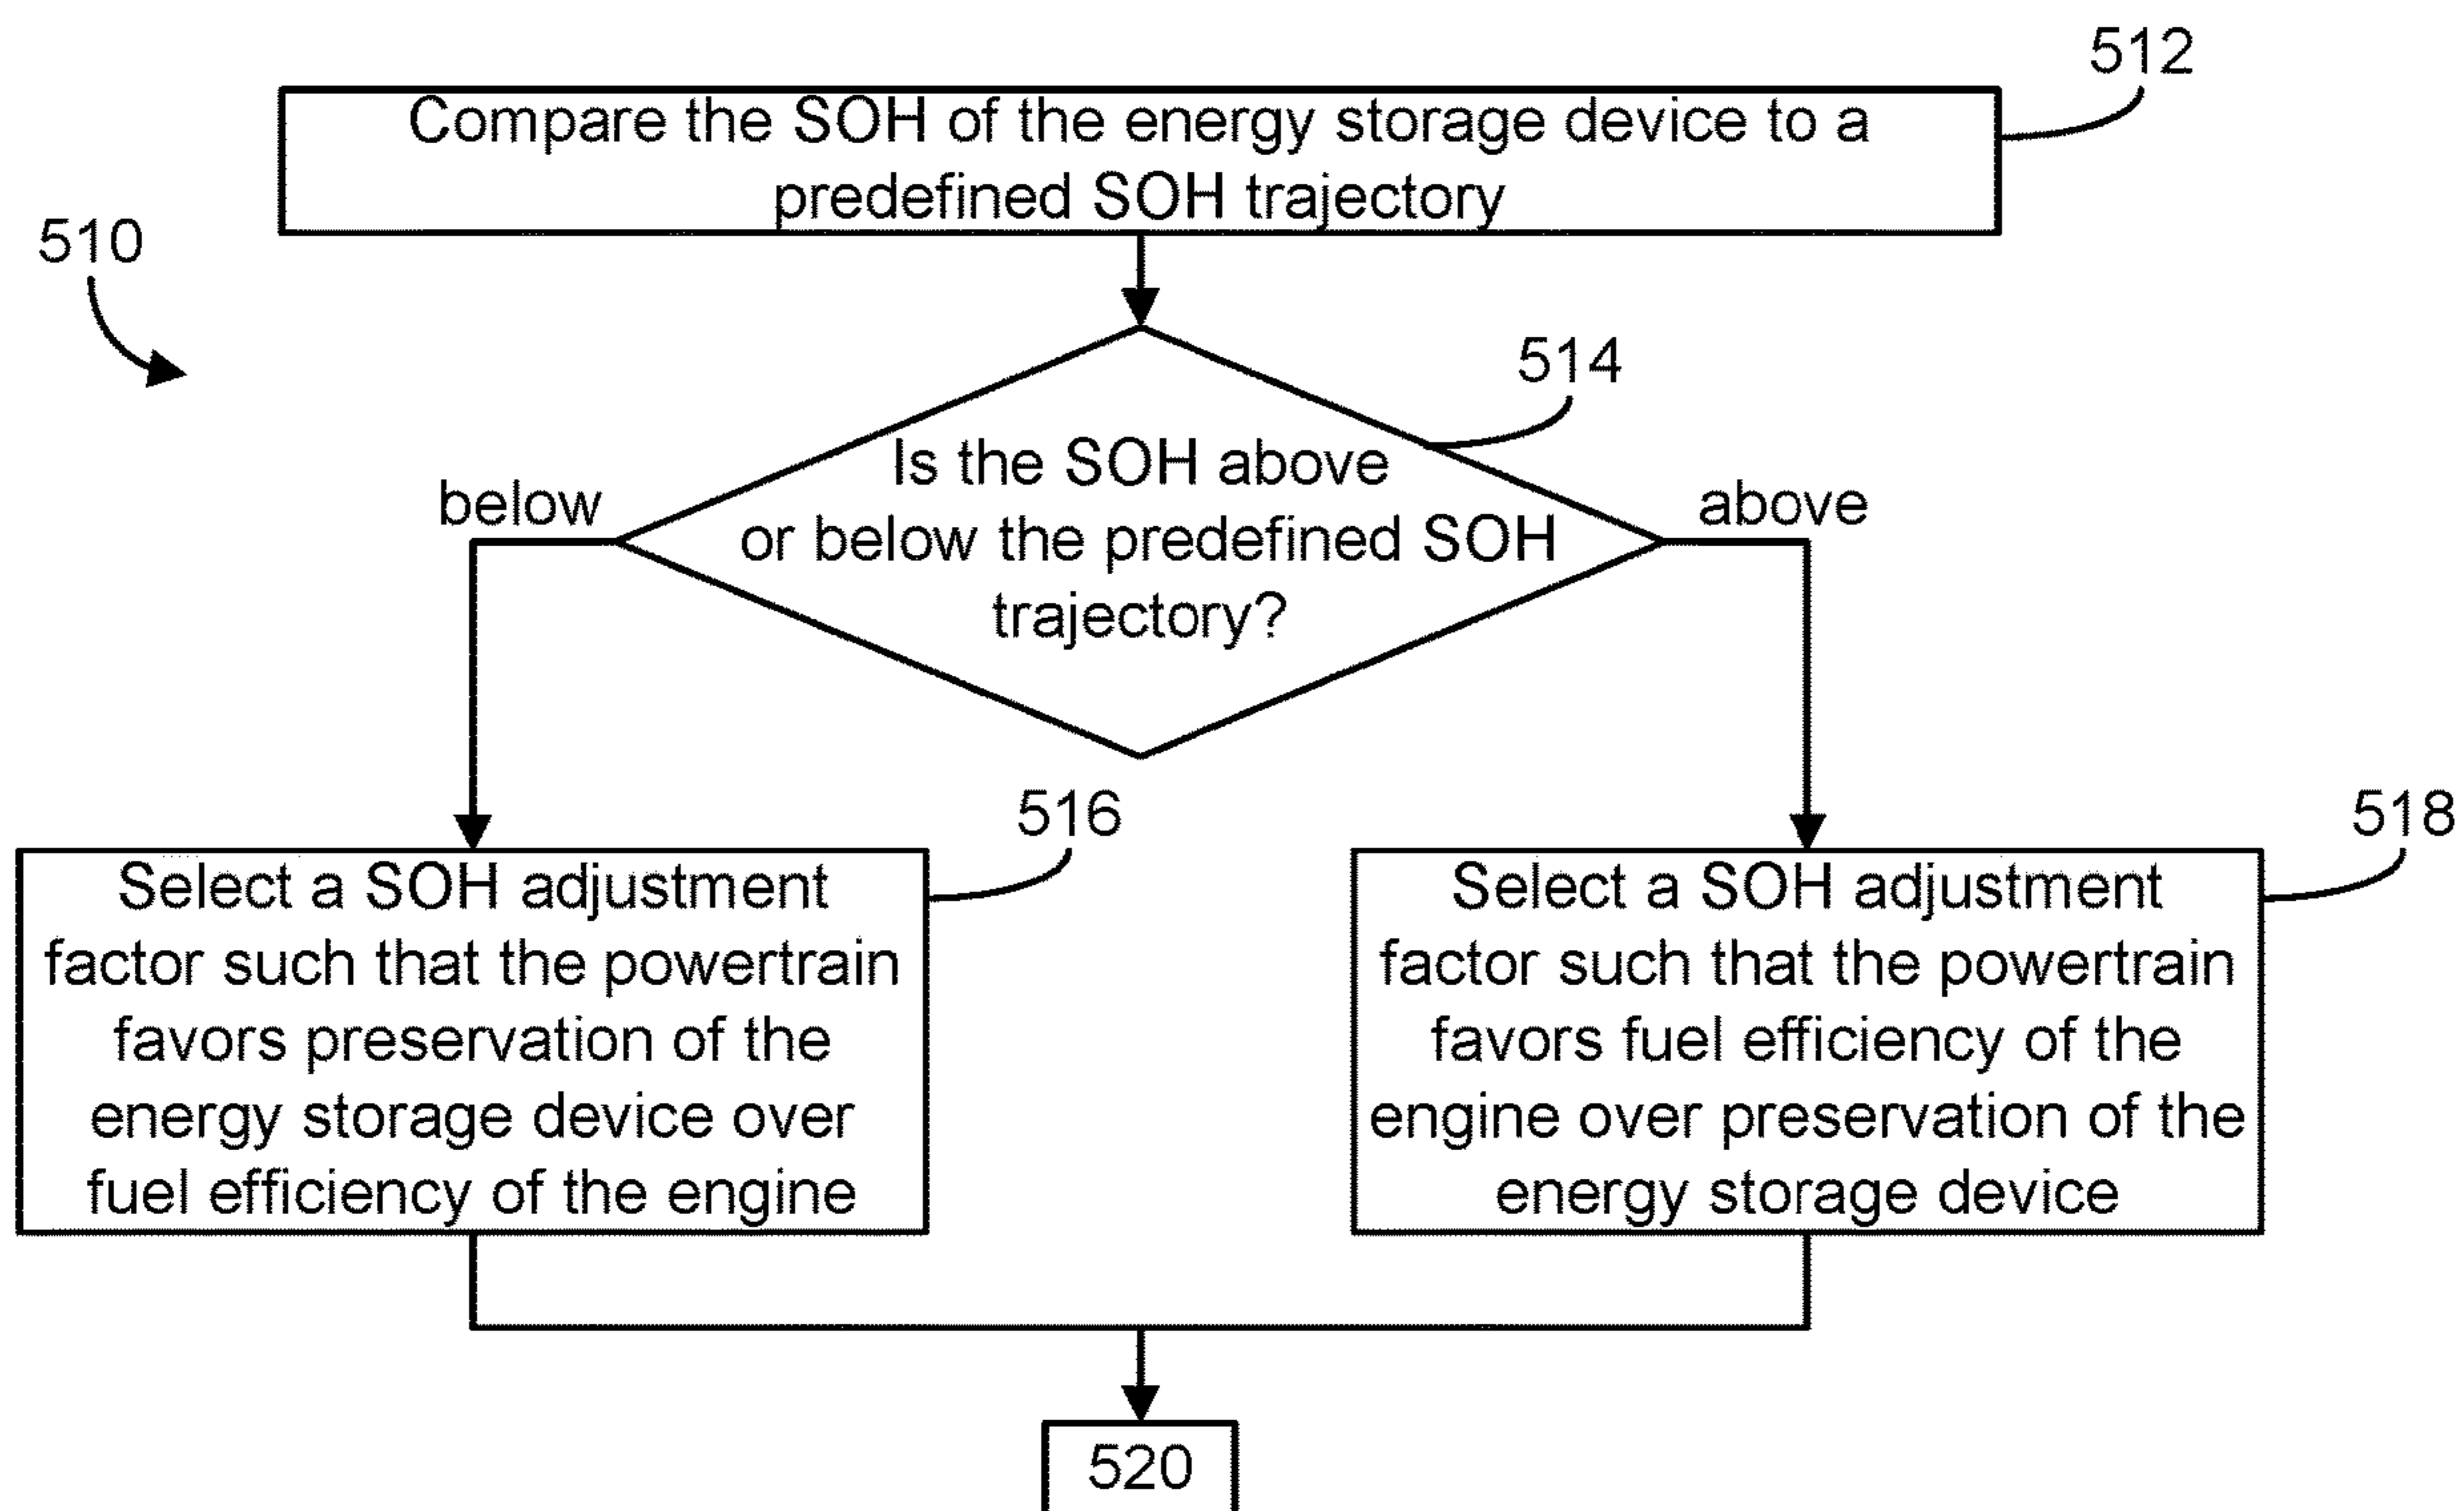 512
Compare the SOH of the energy storage device to a
predefined SOH trajectory
510
514
Is the SOH above
or below the predefined SOH
trajectory?
below
above
516
518
Select a SOH adjustment
factor such that the powertrain
favors preservation of the
energy storage device over
fuel efficiency of the engine
Select a SOH adjustment
factor such that the powertrain
favors fuel efficiency of the
engine over preservation of the
energy storage device
520